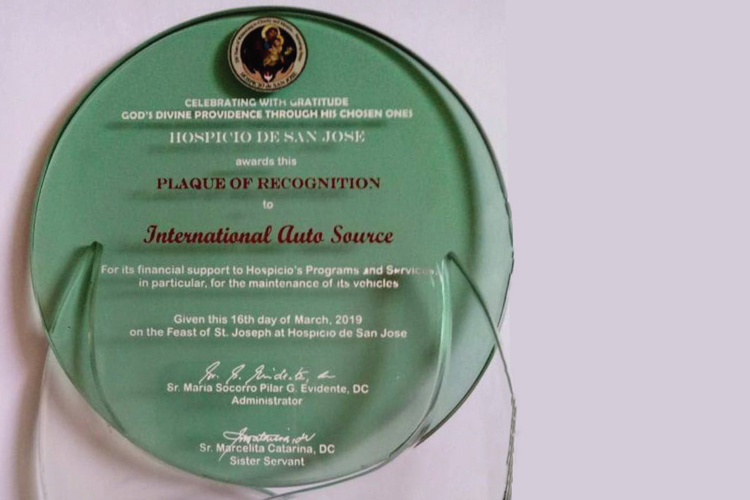 CELEBRATING WITH GRATITUDE
GOD'S DIVINE PROVIDENCE THROUGH HIS CHOSEN ONES
HOSPICIO DE SAN JOSE
awards this
PLAQUE OF RECOGNITION
to
International Auto Source
For its financial support to Hospicio's Programs and Services,
in particular, for the maintenance of its vehicles
Given this 16th day of March, 2019
on the Feast of St. Joseph at Hospicio de San Jose
Sr. Maria Socorro Pilar G. Evidente, DC
Administrator
Sr. Marcelita Catarina, DC
Sister Servant